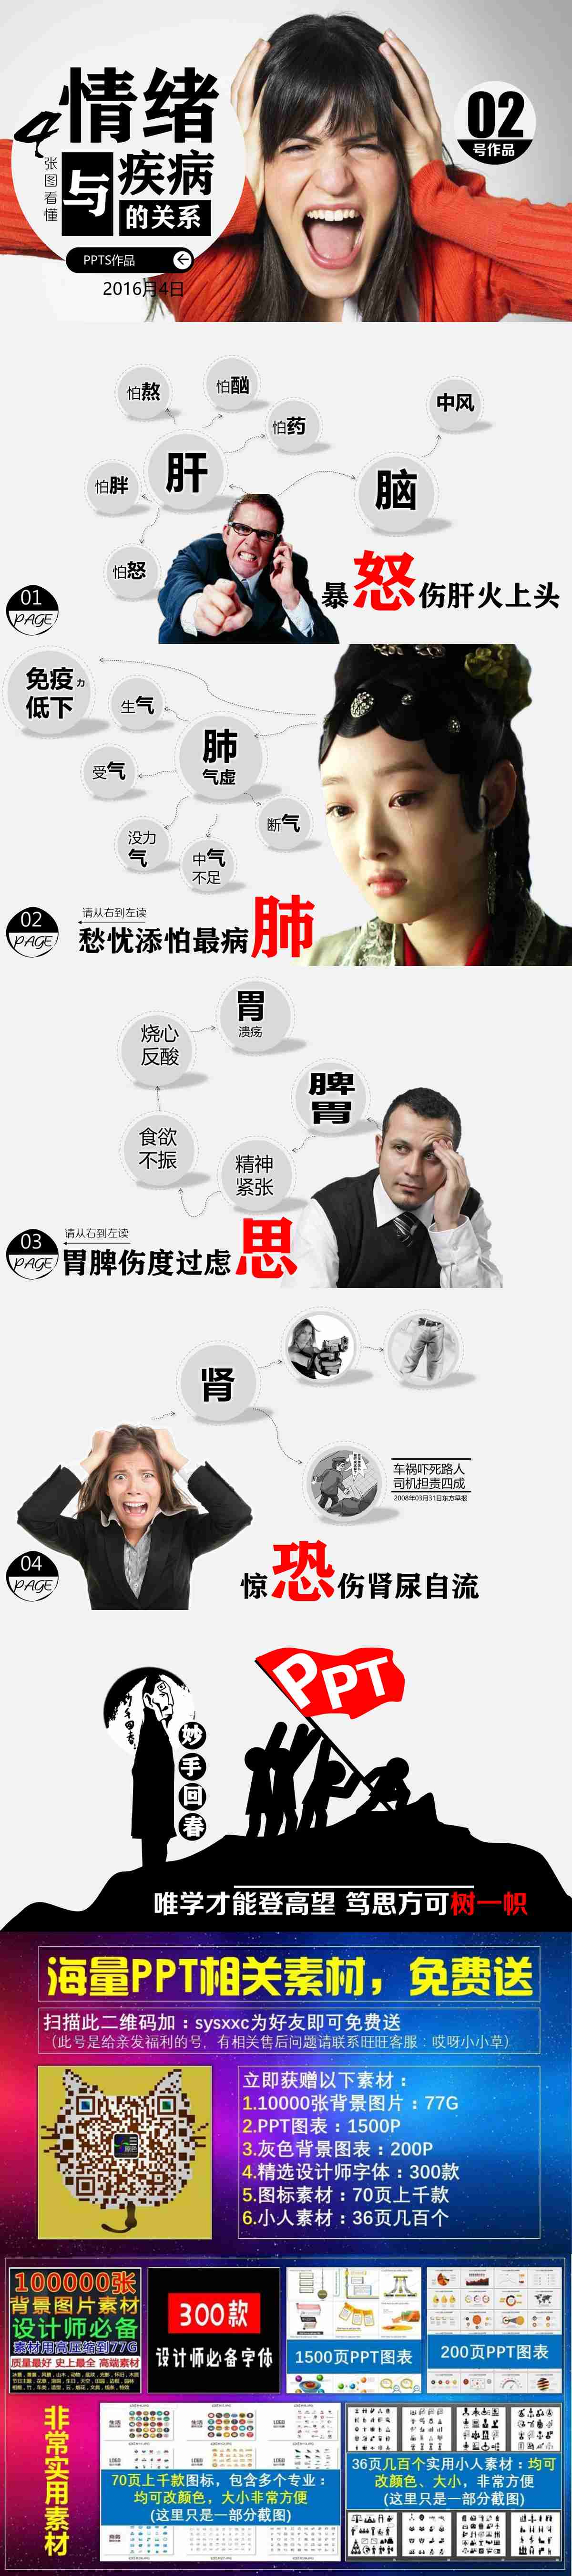 4
张图看懂
情绪
与
疾病
的关系
02
号作品
PPTS作品
2016月4日
怕熬
怕酗
怕药
怕胖
肝
怕怒
脑
中风
暴怒伤肝火上头
01
PAGE
免疫力
低下
生气
肺
气虚
受气
断气
没力
气
中气
不足
请从右到左读
愁忧添怕最病肺
02
PAGE
胃
溃疡
烧心
反酸
脾
胃
食欲
不振
精神
紧张
请从右到左读
胃脾伤度过虑思
03
PAGE
肾
车祸吓死路人
司机担责四成
2008年03月31日东方早报
惊恐伤肾尿自流
04
PAGE
PPT
妙手回春
唯学才能登高望 笃思方可树一帜
海量PPT相关素材，免费送
扫描此二维码加：sysxxc为好友即可免费送
（此号是给亲发福利的号，有相关售后问题请联系旺旺客服：哎呀小小草）
立即获赠以下素材：
1.10000张背景图片：77G
2.PPT图表：1500P
3.灰色背景图表：200P
4.精选设计师字体：300款
5.图标素材：70页上千款
6.小人素材：36页几百个
100000张
背景图片素材
设计师必备
素材用高压缩到77G
质量最好 史上最全 高端素材
300款
设计师必备字体
1500页PPT图表
200页PPT图表
非常实用素材
70页上千款图标，包含多个专业：
均可改颜色，大小非常方便
(这里只是一部分截图)
36页几百个实用小人素材：均可
改颜色、大小，非常方便
(这里只是一部分截图)